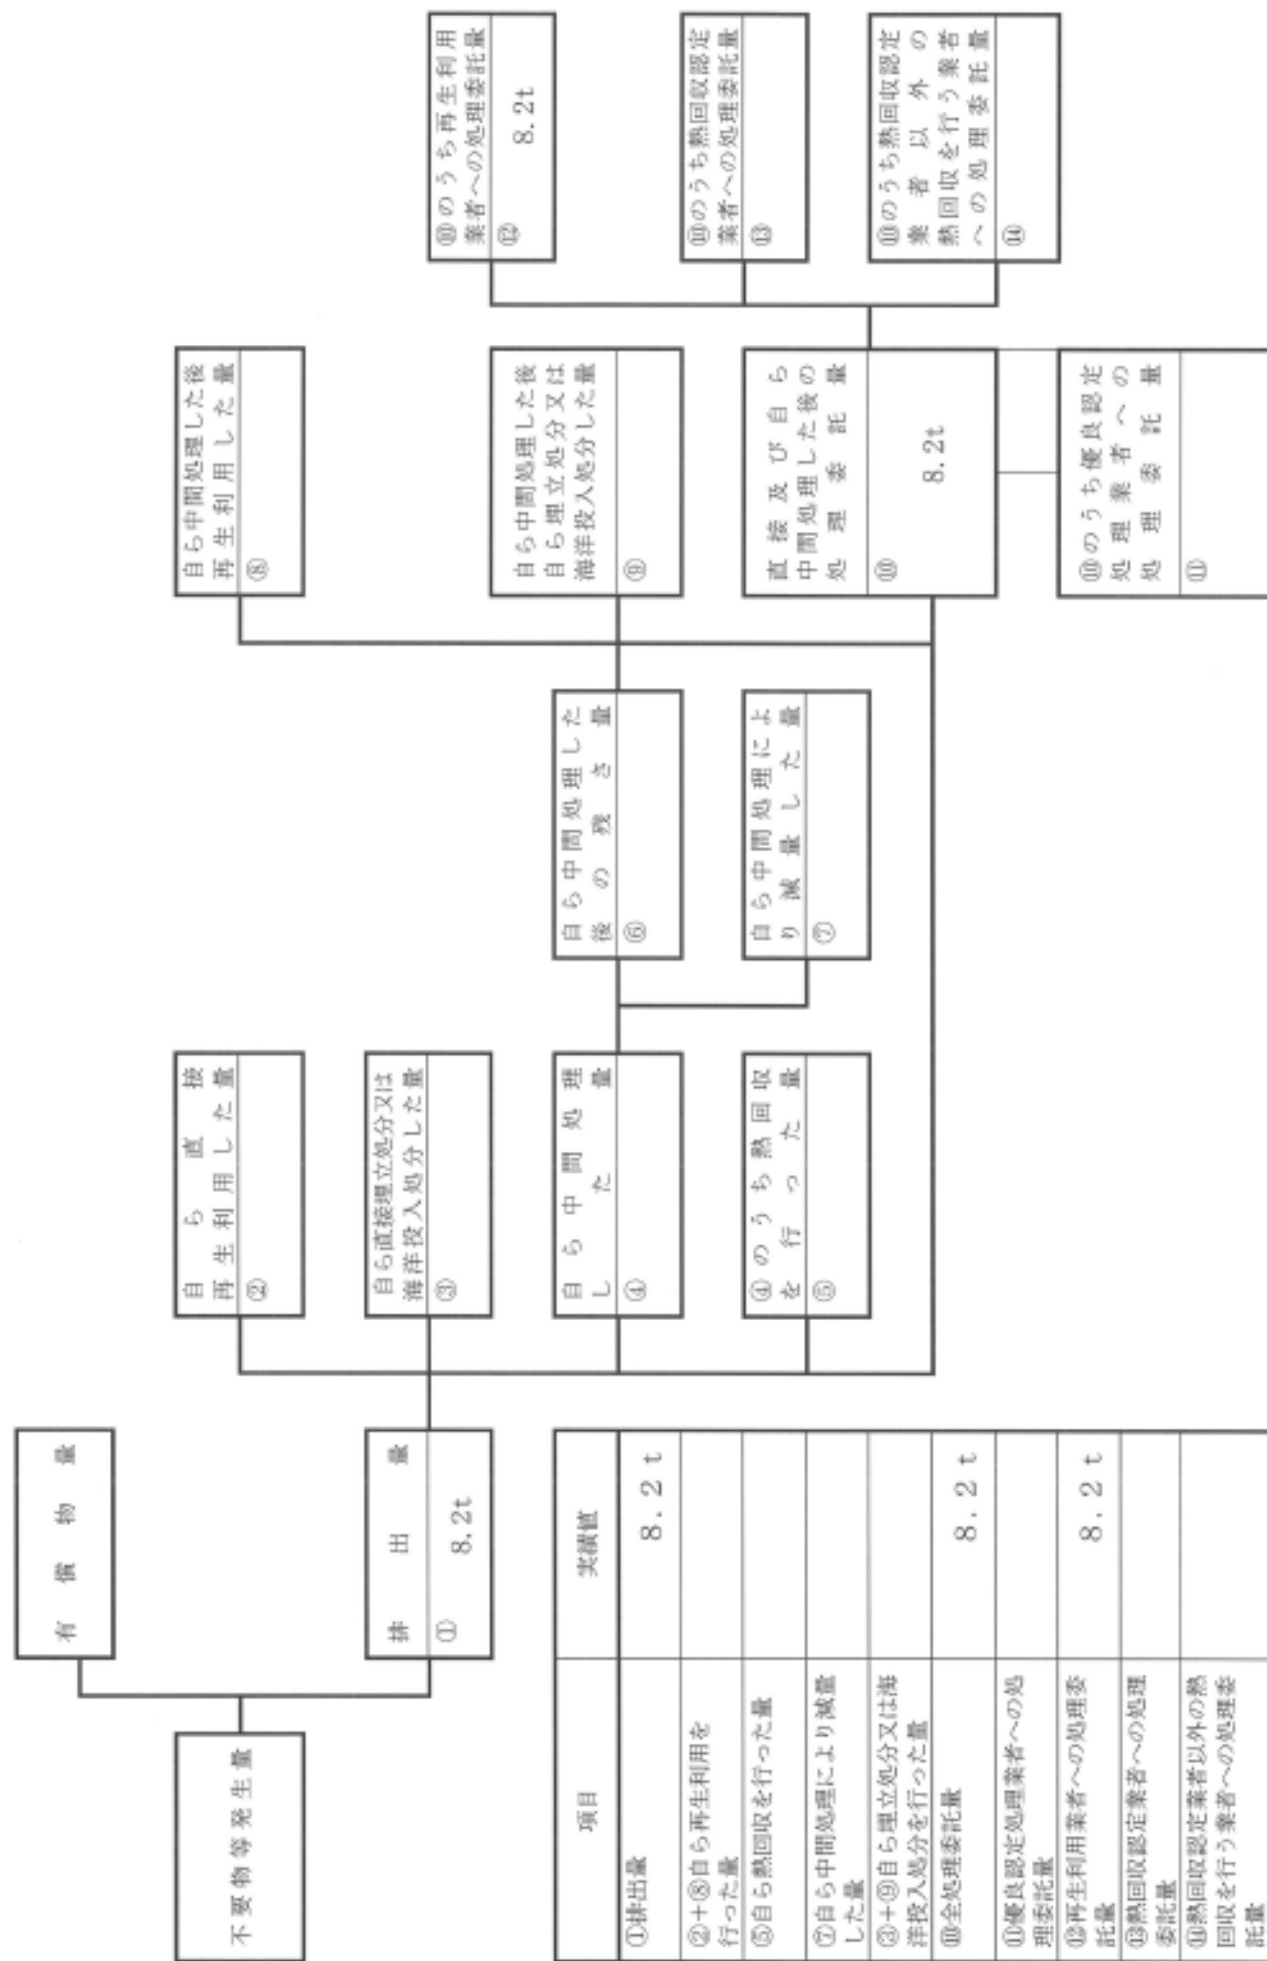 不要物等発生量
有償物量
排出量
① 8.2t
自ら直接
再生利用した量
②
自ら直接埋立処分又は
海洋投入処分した量
③
自ら中間処理
した量
④
④のうち熱回収
を行った量
⑤
自ら中間処理した
後の残さ量
⑥
自ら中間処理によ
り減量した量
⑦
自ら中間処理した後
再生利用した量
⑧
自ら中間処理した後
自ら埋立処分又は
海洋投入処分した量
⑨
直接及び自ら
中間処理した後の
処理委託量
⑩
8.2t
⑩のうち優良認定
処理業者への
処理委託量
⑪
⑩のうち再生利用
業者への処理委託量
⑫
8.2t
⑩のうち熱回収認定
業者への処理委託量
⑬
⑩のうち熱回収認定
業者以外の
熱回収を行う業者
への処理委託量
⑭
項目 実績値
①排出量 8.2 t
②+⑧自ら再生利用を
行った量
⑤自ら熱回収を行った量
⑦自ら中間処理により減量
した量
③+⑨自ら埋立処分又は海
洋投入処分を行った量
⑩全処理委託量 8.2 t
⑪優良認定処理業者への処
理委託量
⑫再生利用業者への処理委
託量 8.2 t
⑬熱回収認定業者への処理
委託量
⑭熱回収認定業者以外の熱
回収を行う業者への処理委
託量